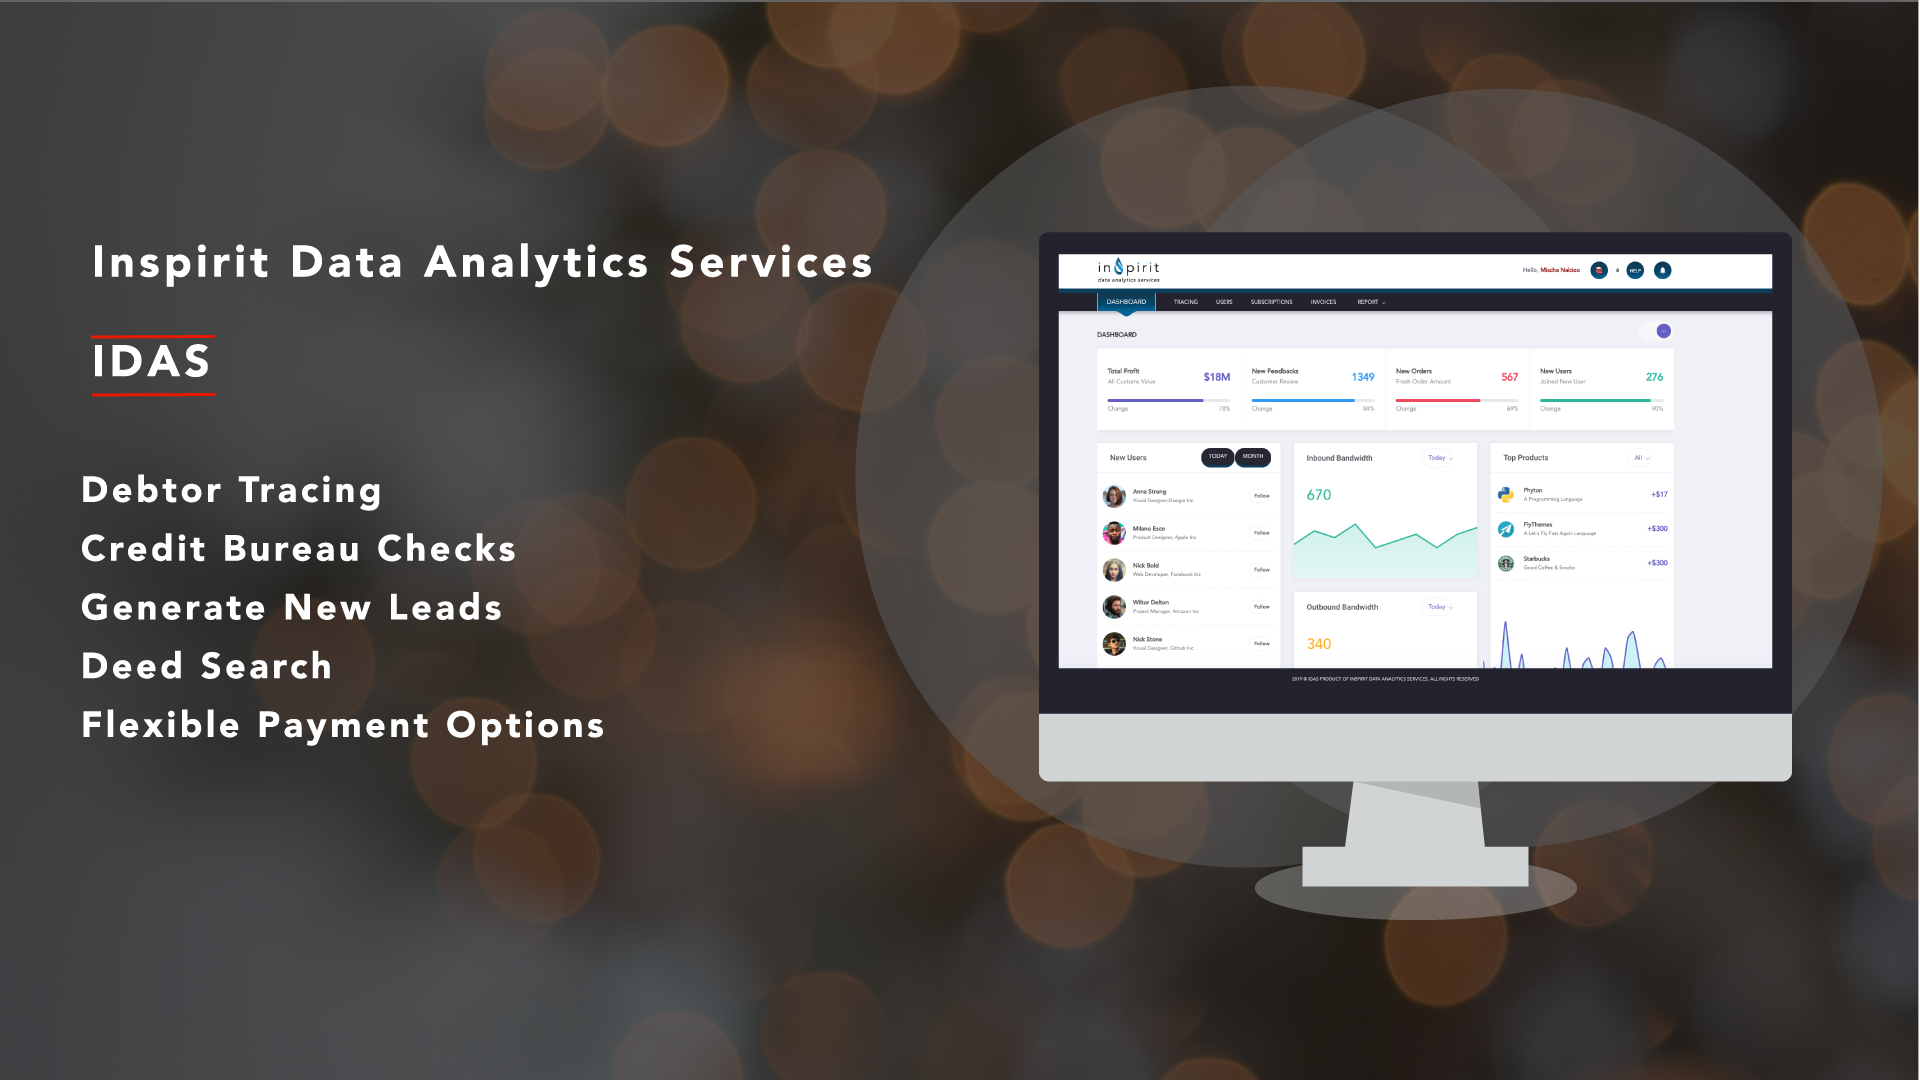 Inspirit Data Analytics Services
IDAS
Debtor Tracing
Credit Bureau Checks
Generate New Leads
Deed Search
Flexible Payment Options
inspirit
data analytics services
Hello, Mischa Naidoo
0
HELP
DASHBOARD TRACING USERS SUBSCRIPTIONS INVOICES REPORT
DASHBOARD
Total Frofit
All Customs Value
$18M
Change 78%
New Feedbacks
Customer Review
1349
Change 84%
New Orders
Fresh Order Amount
567
Change 69%
New Users
Joined New User
276
Change 90%
New Users
TODAY MONTH
Anna Strong
Visual Designer,Google Inc
Follow
Milano Esco
Product Designer, Apple Inc
Follow
Nick Bold
Web Developer, Facebook Inc
Follow
Wiltor Delton
Project Manager, Amazon Inc
Follow
Nick Stone
Visual Designer, Github Inc
Follow
Inbound Bandwidth
Today
670
Outbound Bandwidth
Today
340
Top Products
All
Phyton
A Programming Language
+$17
FlyThemes
A Let's Fly Fast Again Language
+$300
Starbucks
Good Coffee & Snacks
+$300
2019 © IDAS PRODUCT OF INSPIRIT DATA ANALYTICS SERVICES. ALL RIGHTS RESERVED